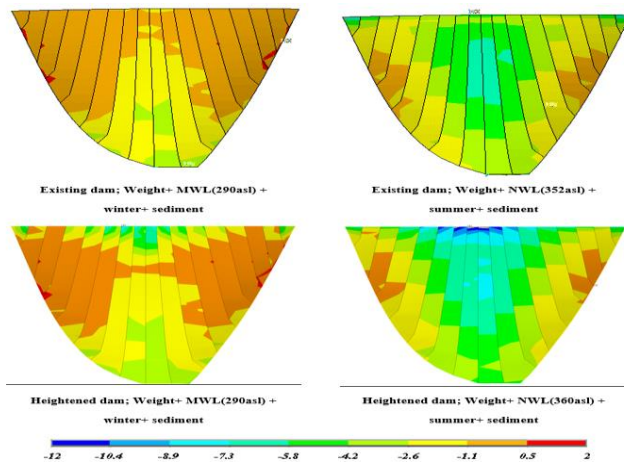 Existing dam; Weight+ MWL(290asl) +
winter+ sediment
Existing dam; Weight+ NWL(352asl) +
summer+ sediment
Heightened dam; Weight+ MWL(290asl) +
winter+ sediment
Heightened dam; Weight+ NWL(360asl) +
summer+ sediment
-12 -10.4 -8.9 -7.3 -5.8 -4.2 -2.6 -1.1 0.5 2